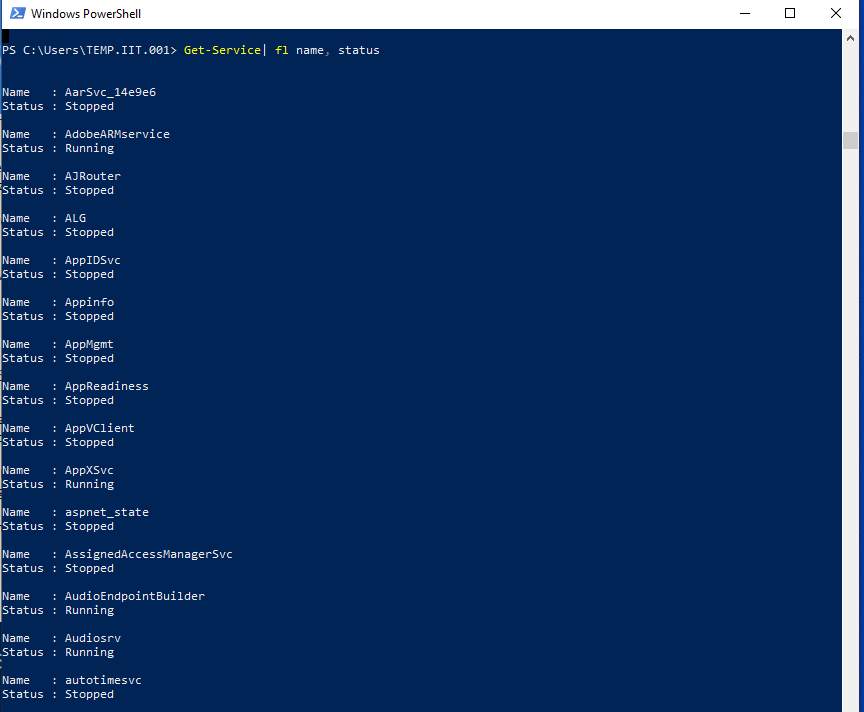 Windows PowerShell
PS C:\Users\TEMP.IIT.001> Get-Service| fl name, status
Name   : AarSvc_14e9e6
Status : Stopped
Name   : AdobeARMservice
Status : Running
Name   : AJRouter
Status : Stopped
Name   : ALG
Status : Stopped
Name   : AppIDSvc
Status : Stopped
Name   : Appinfo
Status : Stopped
Name   : AppMgmt
Status : Stopped
Name   : AppReadiness
Status : Stopped
Name   : AppVClient
Status : Stopped
Name   : AppXSvc
Status : Running
Name   : aspnet_state
Status : Stopped
Name   : AssignedAccessManagerSvc
Status : Stopped
Name   : AudioEndpointBuilder
Status : Running
Name   : Audiosrv
Status : Running
Name   : autotimesvc
Status : Stopped